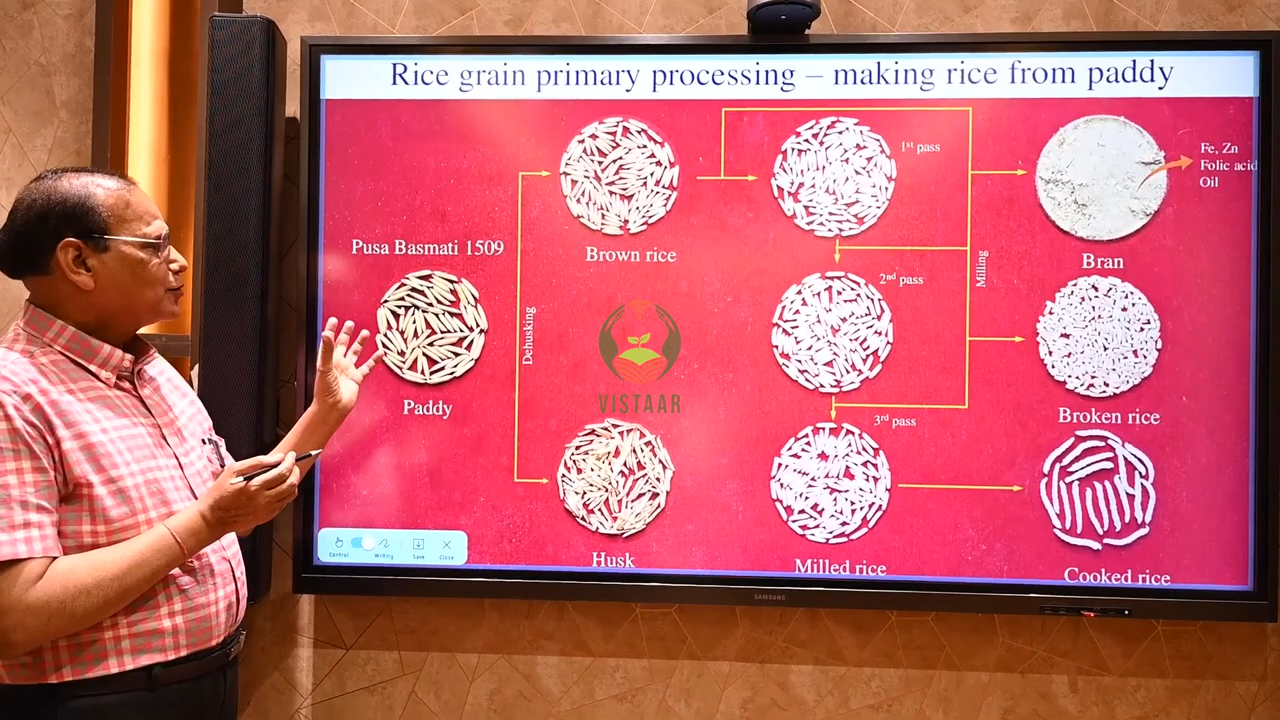 Rice grain primary processing – making rice from paddy
Pusa Basmati 1509
Paddy
Dehusking
Brown rice
Husk
1st pass
2nd pass
3rd pass
Milled rice
Milling
Bran
Fe, Zn
Folic acid
Oil
Broken rice
Cooked rice
VISTAAR
Control
Writing
Save
Close
SAMSUNG